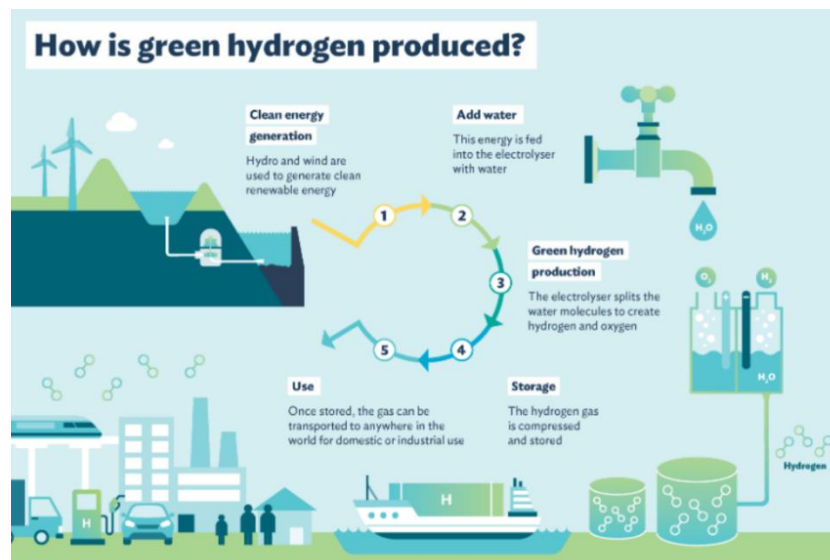 How is green hydrogen produced?
Clean energy
generation
Hydro and wind are
used to generate clean
renewable energy
Add water
This energy is fed
into the electrolyser
with water
H₂O
1
2
3
4
5
Green hydrogen
production
The electrolyser splits the
water molecules to create
hydrogen and oxygen
O₂
H₂
+
-
H₂O
Use
Once stored, the gas can be
transported to anywhere in the
world for domestic or industrial use
Storage
The hydrogen gas
is compressed
and stored
Hydrogen
H
H